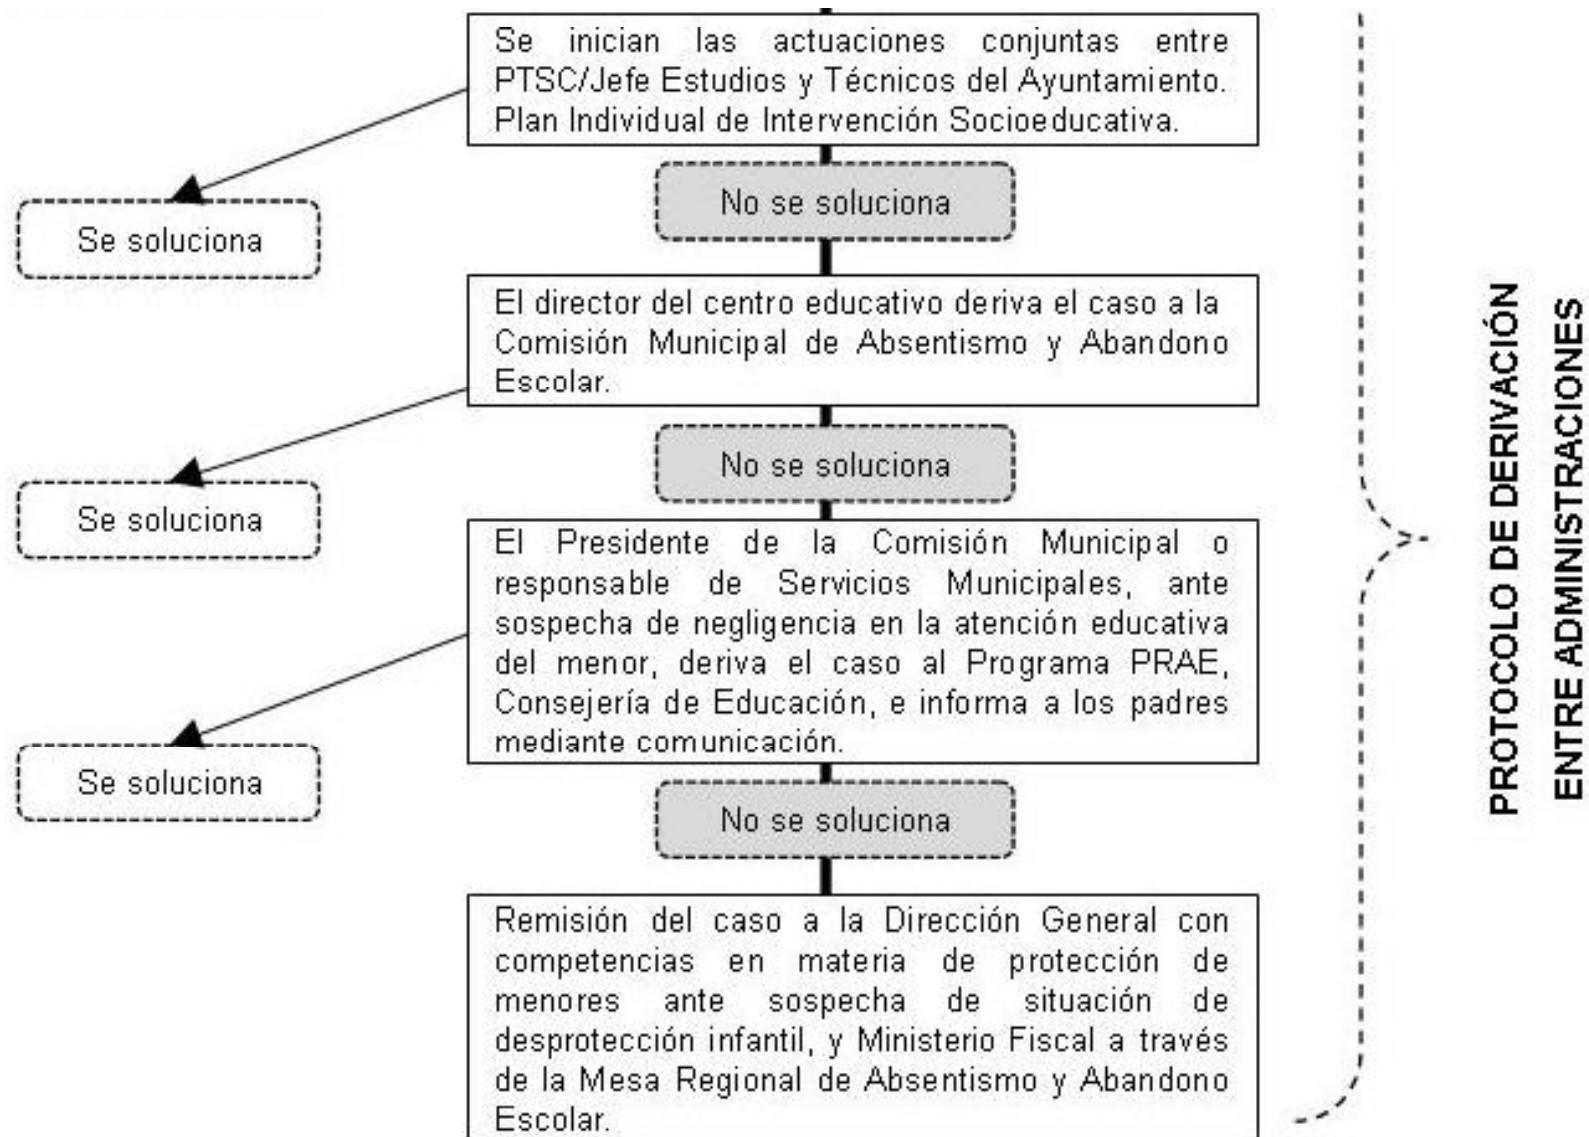 Se inician las actuaciones conjuntas entre
PTSC/Jefe Estudios y Técnicos del Ayuntamiento.
Plan Individual de Intervención Socioeducativa.
No se soluciona
Se soluciona
El director del centro educativo deriva el caso a la
Comisión Municipal de Absentismo y Abandono
Escolar.
No se soluciona
Se soluciona
El Presidente de la Comisión Municipal o
responsable de Servicios Municipales, ante
sospecha de negligencia en la atención educativa
del menor, deriva el caso al Programa PRAE,
Consejería de Educación, e informa a los padres
mediante comunicación.
Se soluciona
No se soluciona
Remisión del caso a la Dirección General con
competencias en materia de protección de
menores ante sospecha de situación de
desprotección infantil, y Ministerio Fiscal a través
de la Mesa Regional de Absentismo y Abandono
Escolar.
PROTOCOLO DE DERIVACIÓN
ENTRE ADMINISTRACIONES